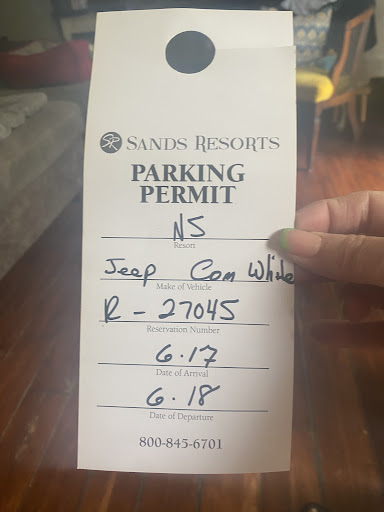 SR SANDS RESORTS
PARKING
PERMIT
NS
Resort
Jeep Com White
Make of Vehicle
R - 27045
Reservation Number
6.17
Date of Arrival
6.18
Date of Departure
800-845-6701